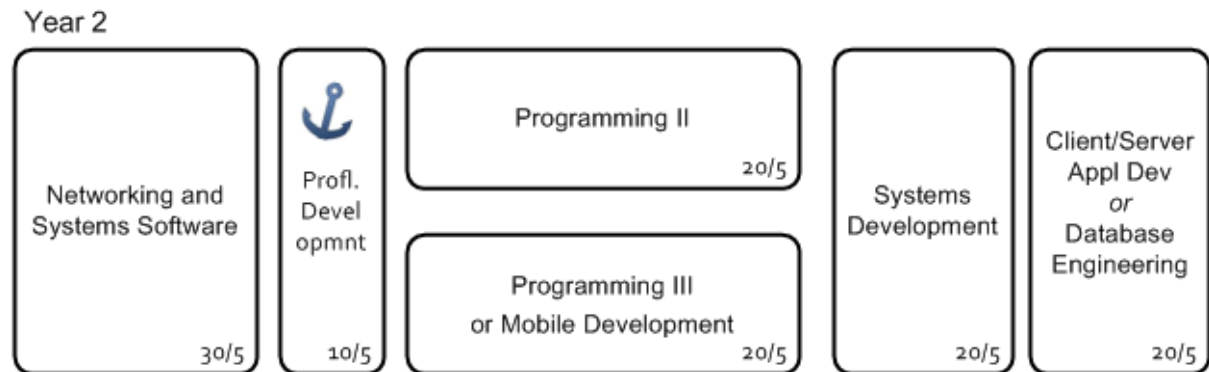 Year 2
Networking and
Systems Software
30/5
Profl.
Devel
opmnt
10/5
Programming II
20/5
Programming III
or Mobile Development
20/5
Systems
Development
20/5
Client/Server
Appl Dev
or
Database
Engineering
20/5